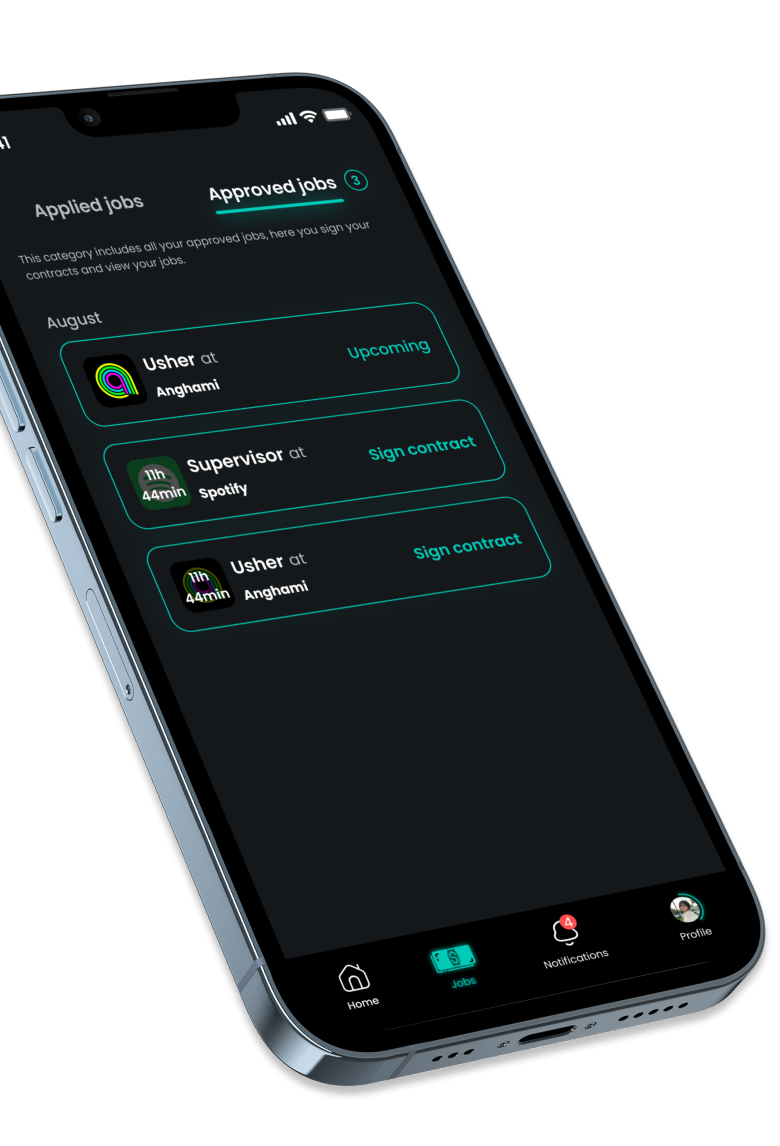 41
Applied jobs
Approved jobs 3
This category includes all your approved jobs, here you sign your
contracts and view your jobs.
August
Usher at
Anghami
Upcoming
11h
44min
Supervisor at
Spotify
Sign contract
11h
44min
Usher at
Anghami
Sign contract
Home
Jobs
4
Notifications
Profile